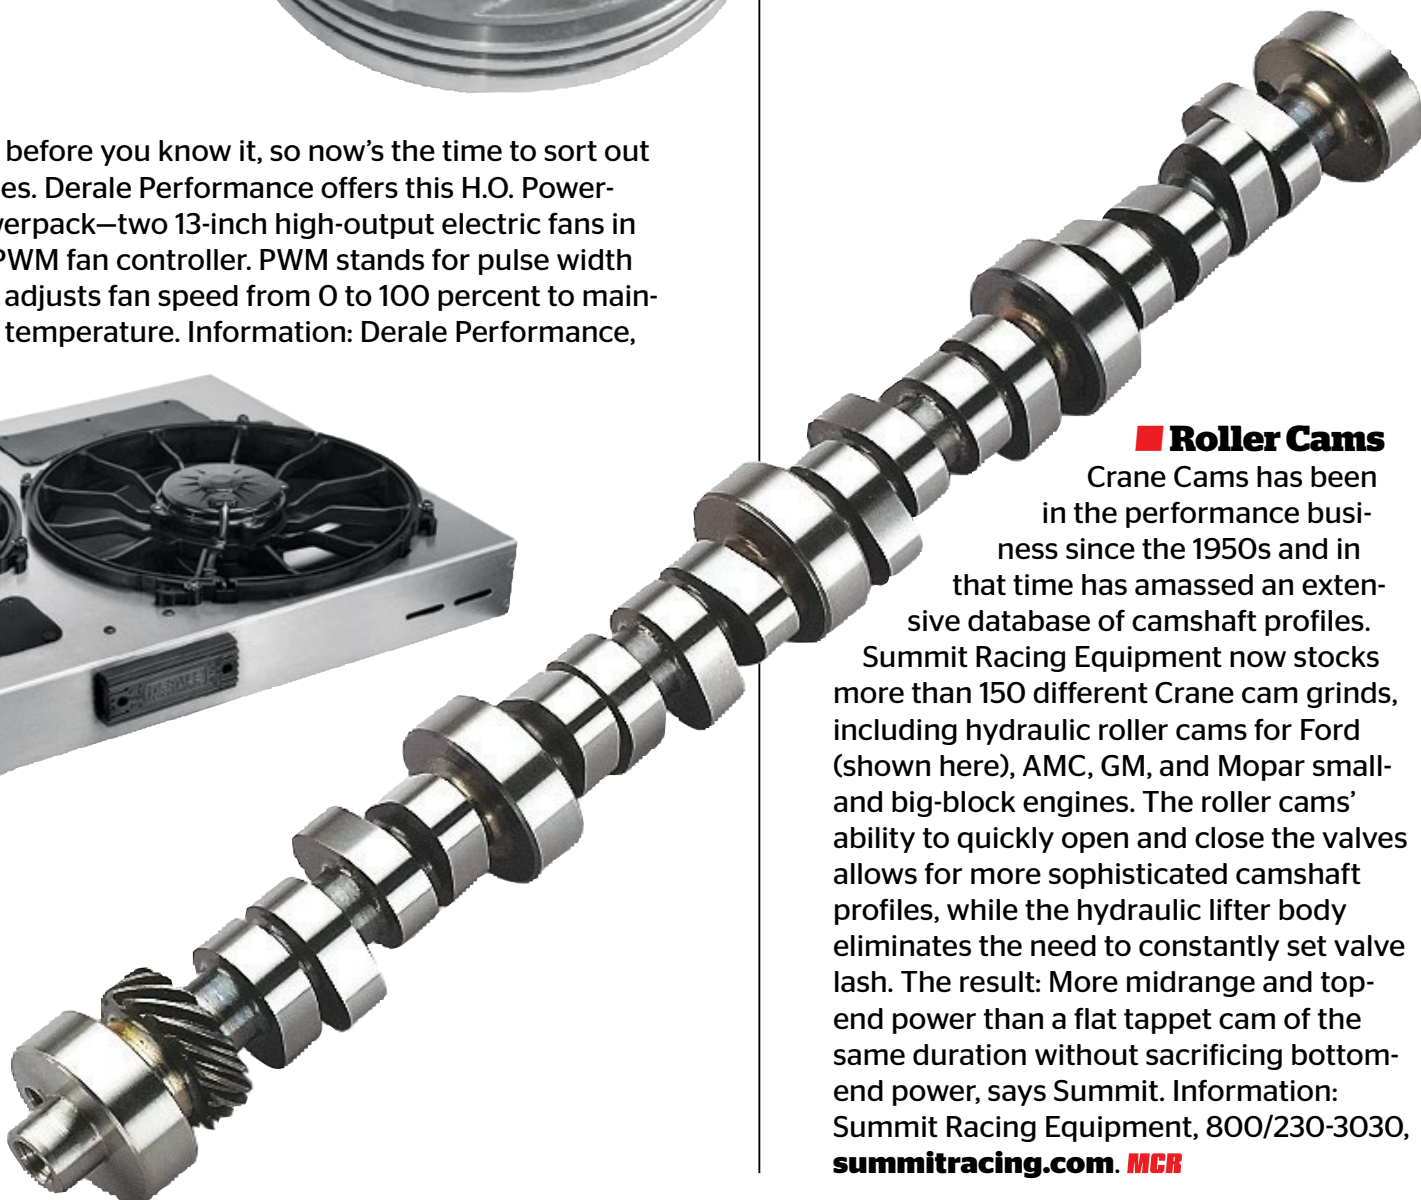 before you know it, so now’s the time to sort out
es. Derale Performance offers this H.O. Power-
erpack—two 13-inch high-output electric fans in
PWM fan controller. PWM stands for pulse width
adjusts fan speed from 0 to 100 percent to main-
temperature. Information: Derale Performance,
Roller Cams
Crane Cams has been
in the performance busi-
ness since the 1950s and in
that time has amassed an exten-
sive database of camshaft profiles.
Summit Racing Equipment now stocks
more than 150 different Crane cam grinds,
including hydraulic roller cams for Ford
(shown here), AMC, GM, and Mopar small-
and big-block engines. The roller cams’
ability to quickly open and close the valves
allows for more sophisticated camshaft
profiles, while the hydraulic lifter body
eliminates the need to constantly set valve
lash. The result: More midrange and top-
end power than a flat tappet cam of the
same duration without sacrificing bottom-
end power, says Summit. Information:
Summit Racing Equipment, 800/230-3030,
summitracing.com. MCR